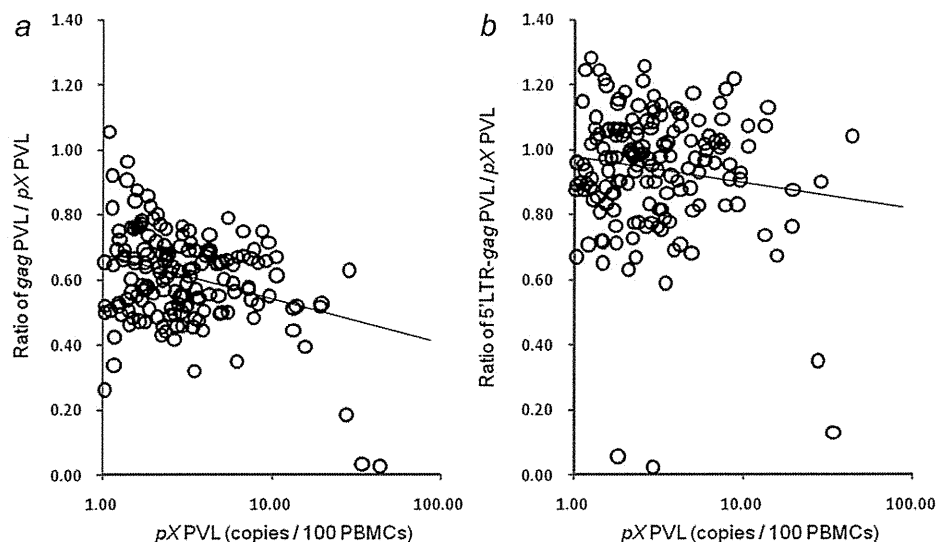 a
Ratio of gag PVL / pX PVL
1.40
1.20
1.00
0.80
0.60
0.40
0.20
0.00
1.00 10.00 100.00
pX PVL (copies / 100 PBMCs)
b
Ratio of 5'LTR-gag PVL/pX PVL
1.40
1.20
1.00
0.80
0.60
0.40
0.20
0.00
1.00 10.00 100.00
pX PVL (copies / 100 PBMCs)